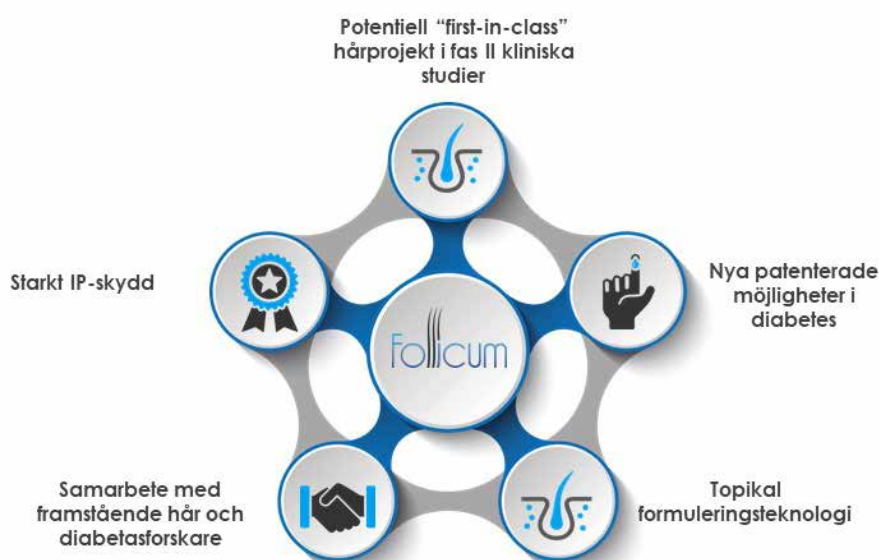 Potentiell “first-in-class”
hårprojekt i fas II kliniska
studier
Starkt IP-skydd
Nya patenterade
möjligheter i
diabetes
Follicum
Samarbete med
framstående hår och
diabetasforskare
Topikal
formuleringsteknologi